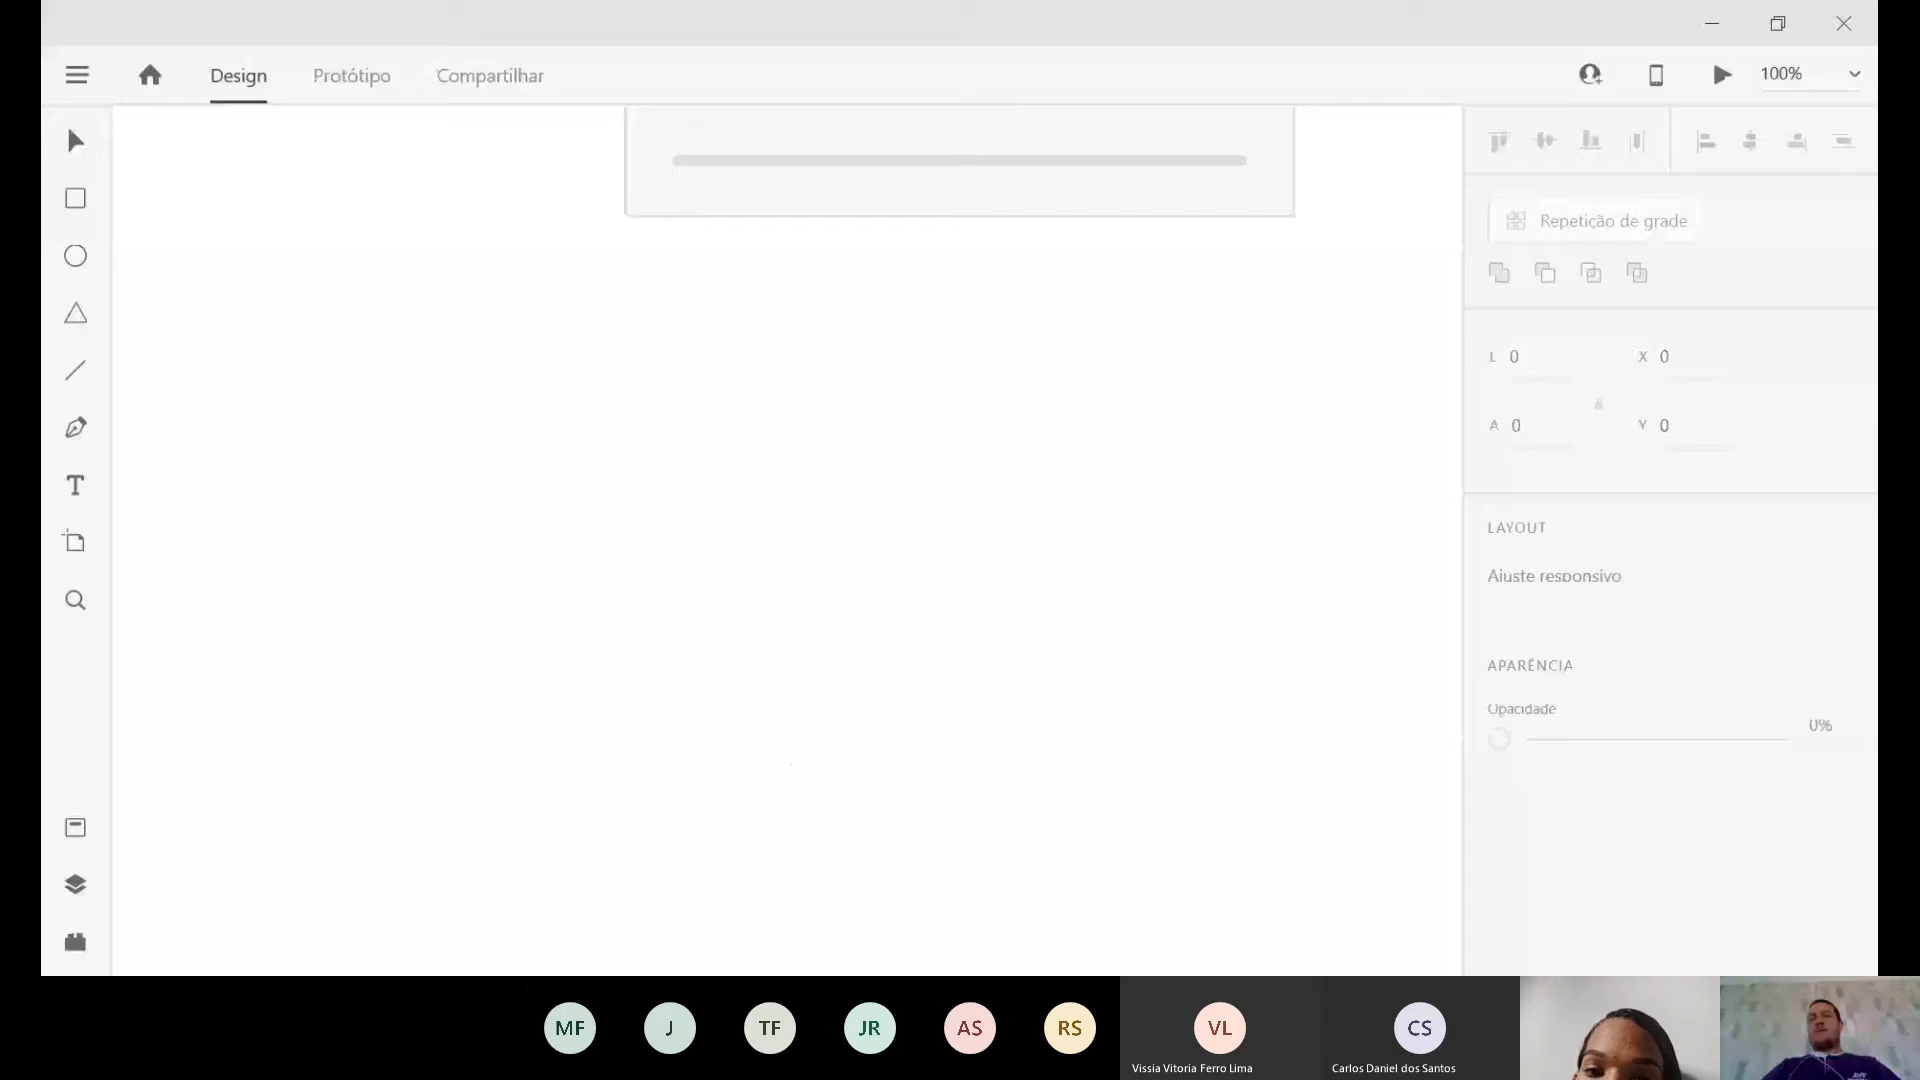 Design Protótipo Compartilhar 100%
Repetição de grade
L 0 X 0
A 0 Y 0
LAYOUT
Ajuste responsivo
APARÊNCIA
Opacidade
0%
MF J TF JR AS RS VL CS
Vissia Vitoria Ferro Lima Carlos Daniel dos Santos